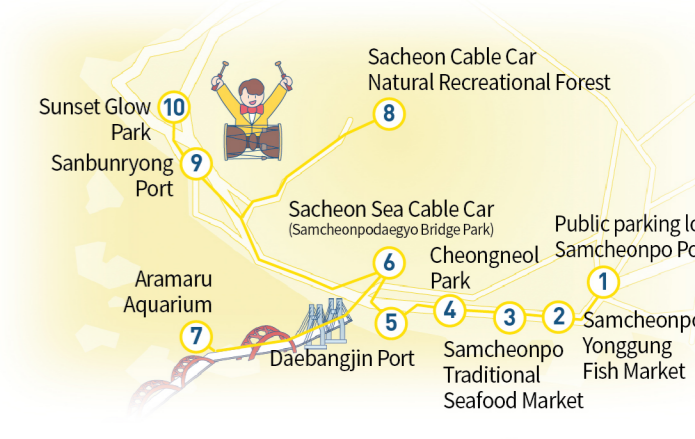 Sacheon Cable Car
Natural Recreational Forest
8
Sunset Glow
Park
10
Sanbunryong
Port
9
Sacheon Sea Cable Car
(Samcheonpodaegyo Bridge Park)
6
Public parking lo
Samcheonpo Po
1
Cheongneol
Park
4
Aramaru
Aquarium
7
5
Daebangjin Port
3
Samcheonpo
Traditional
Seafood Market
2
Samcheonpo
Yonggung
Fish Market